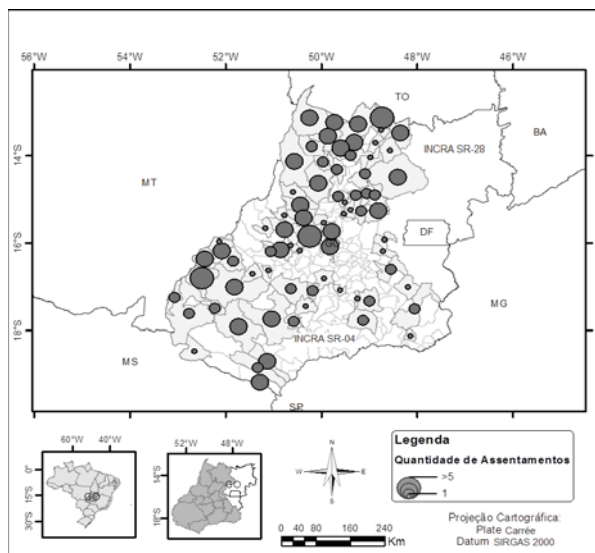 56°W 54°W 52°W 50°W 48°W 46°W
TO
BA
INCRA SR-28
14°S
MT
GO
DF
16°S
MG
18°S
INCRA SR-04
MS
SP
60°W 40°W
0°
15°S
30°S
GO
52°W 48°W
14°S
18°S
GO
N
W E
S
0 40 80 160 240
Km
Legenda
Quantidade de Assentamentos
>5
1
Projeção Cartográfica:
Plate Carrée
Datum SIRGAS 2000